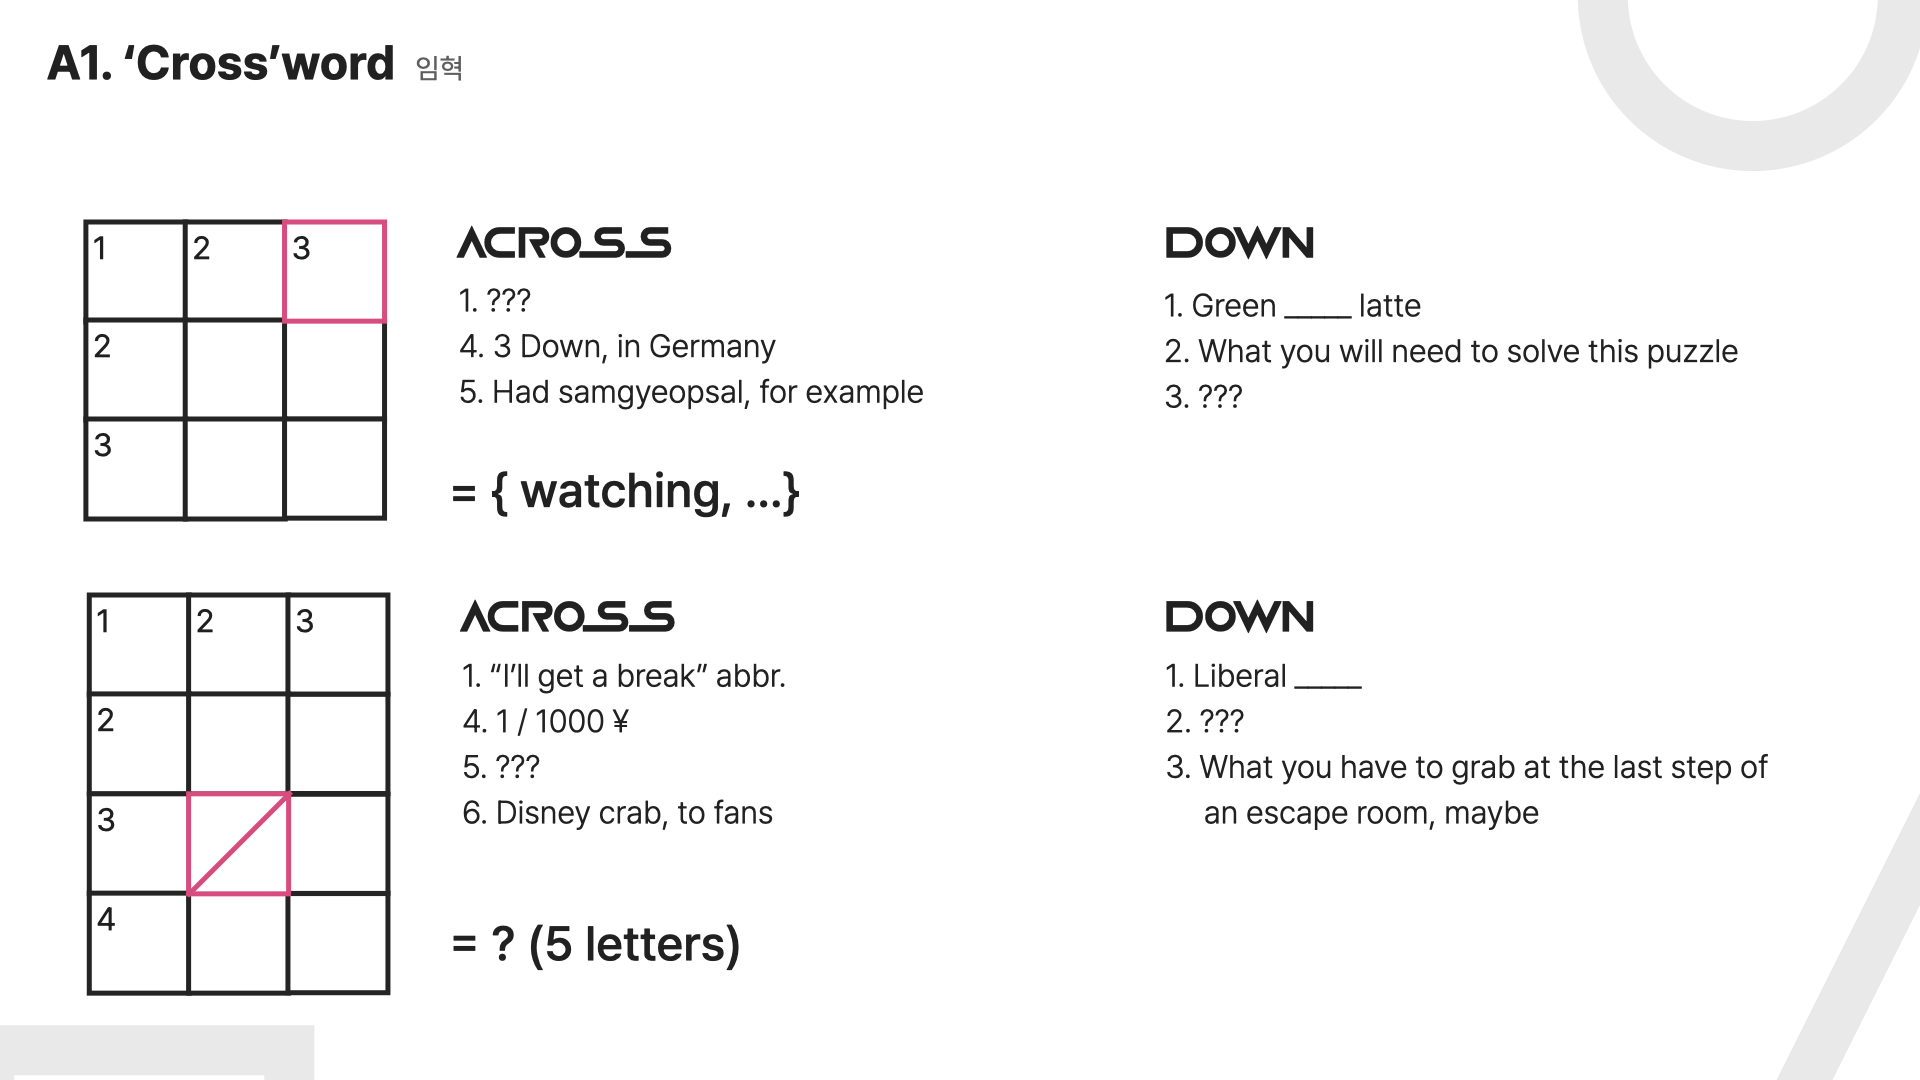 A1. ‘Cross’word 임혁
1 2 3
2
3
ACROSS
1. ???
4. 3 Down, in Germany
5. Had samgyeopsal, for example
= { watching, ...}
DOWN
1. Green _____ latte
2. What you will need to solve this puzzle
3. ???
1 2 3
2
3
4
ACROSS
1. “I’ll get a break” abbr.
4. 1 / 1000 ¥
5. ???
6. Disney crab, to fans
= ? (5 letters)
DOWN
1. Liberal _____
2. ???
3. What you have to grab at the last step of
an escape room, maybe